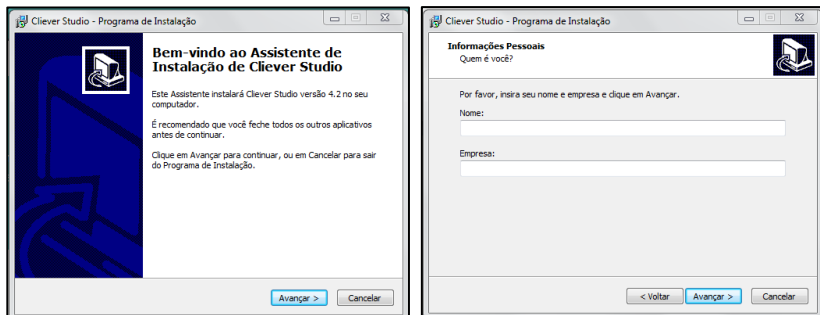 Cliever Studio - Programa de Instalação
Bem-vindo ao Assistente de
Instalação de Cliever Studio
Este Assistente instalará Cliever Studio versão 4.2 no seu
computador.
É recomendado que você feche todos os outros aplicativos
antes de continuar.
Clique em Avançar para continuar, ou em Cancelar para sair
do Programa de Instalação.
Avançar >
Cancelar
Cliever Studio - Programa de Instalação
Informações Pessoais
Quem é você?
Por favor, insira seu nome e empresa e clique em Avançar.
Nome:
Empresa:
< Voltar
Avançar >
Cancelar